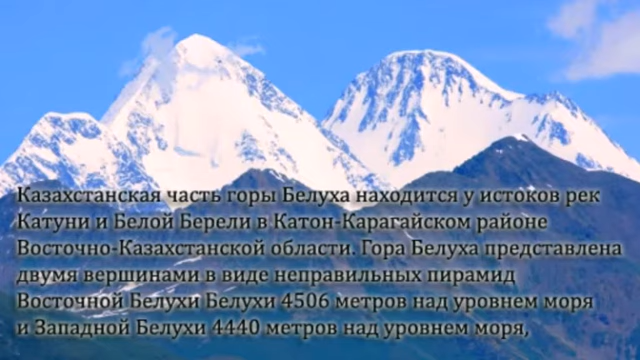 Казахстанская часть горы Белуха находится у истоков рек
Катуни и Белой Берели в Катон-Карагайском районе
Восточно-Казахстанской области. Гора Белуха представлена
двумя вершинами в виде неправильных пирамид
Восточной Белухи Белухи 4506 метров над уровнем моря
и Западной Белухи 4440 метров над уровнем моря,